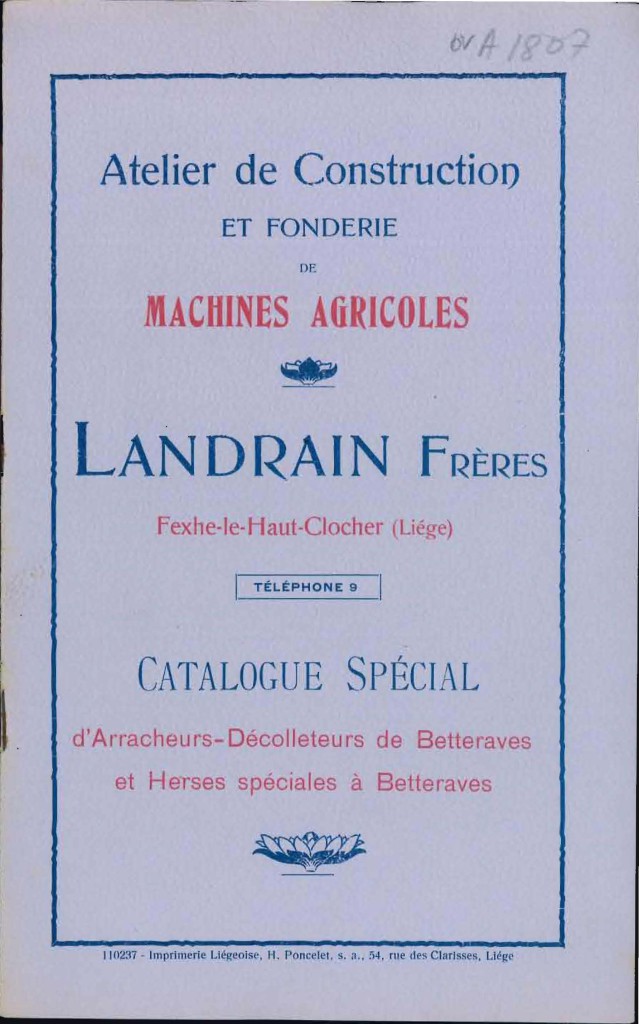 ov A 1807
Atelier de Construction
ET FONDERIE
DE
MACHINES AGRICOLES
LANDRAIN FRÈRES
Fexhe-le-Haut-Clocher (Liége)
TÉLÉPHONE 9
CATALOGUE SPÉCIAL
d'Arracheurs-Décolleteurs de Betteraves
et Herses spéciales à Betteraves
110237 - Imprimerie Liégeoise, H. Poncelet, s. a., 54, rue des Clarisses, Liége